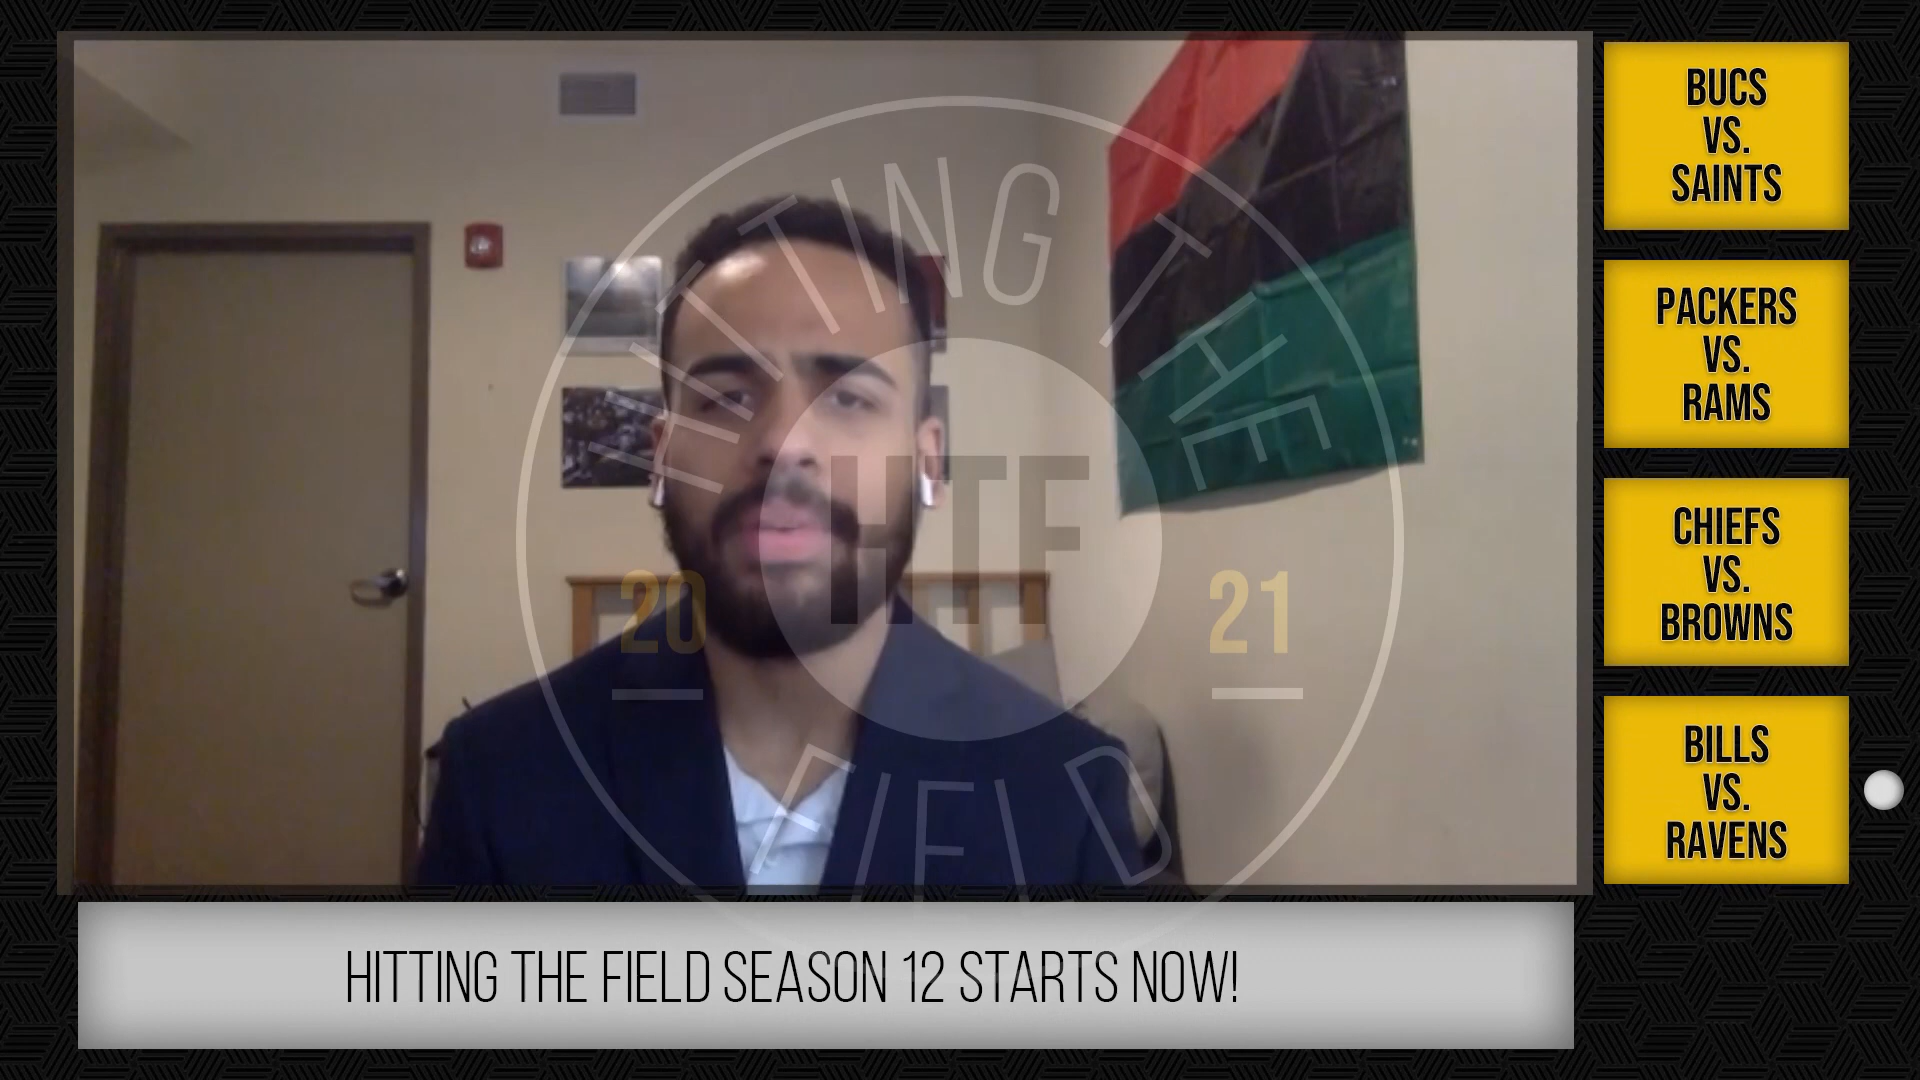 HITTING THE
HTF
20 21
FIELD
BUCS
VS.
SAINTS
PACKERS
VS.
RAMS
CHIEFS
VS.
BROWNS
BILLS
VS.
RAVENS
HITTING THE FIELD SEASON 12 STARTS NOW!